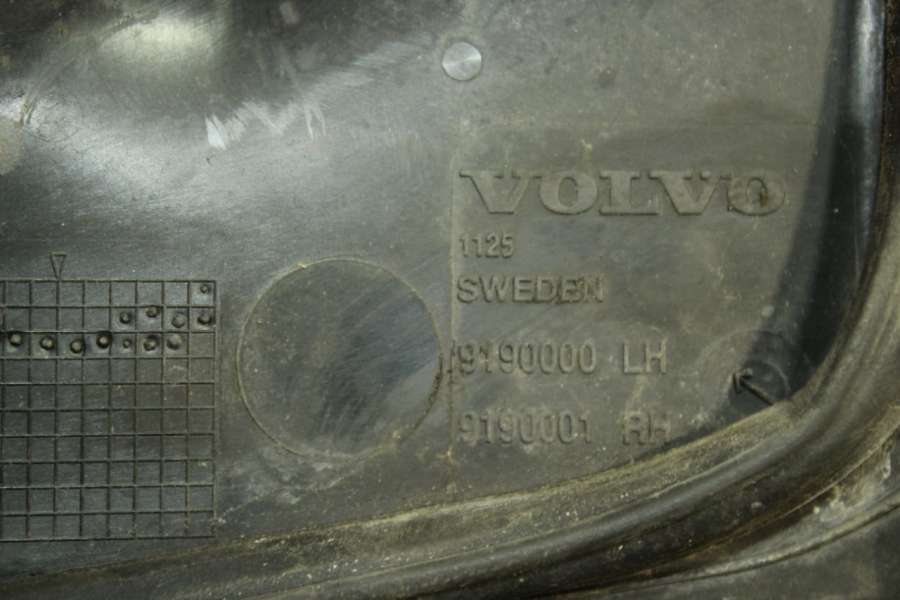 VOLVO
1125
SWEDEN
9190000 LH
9190001 RH